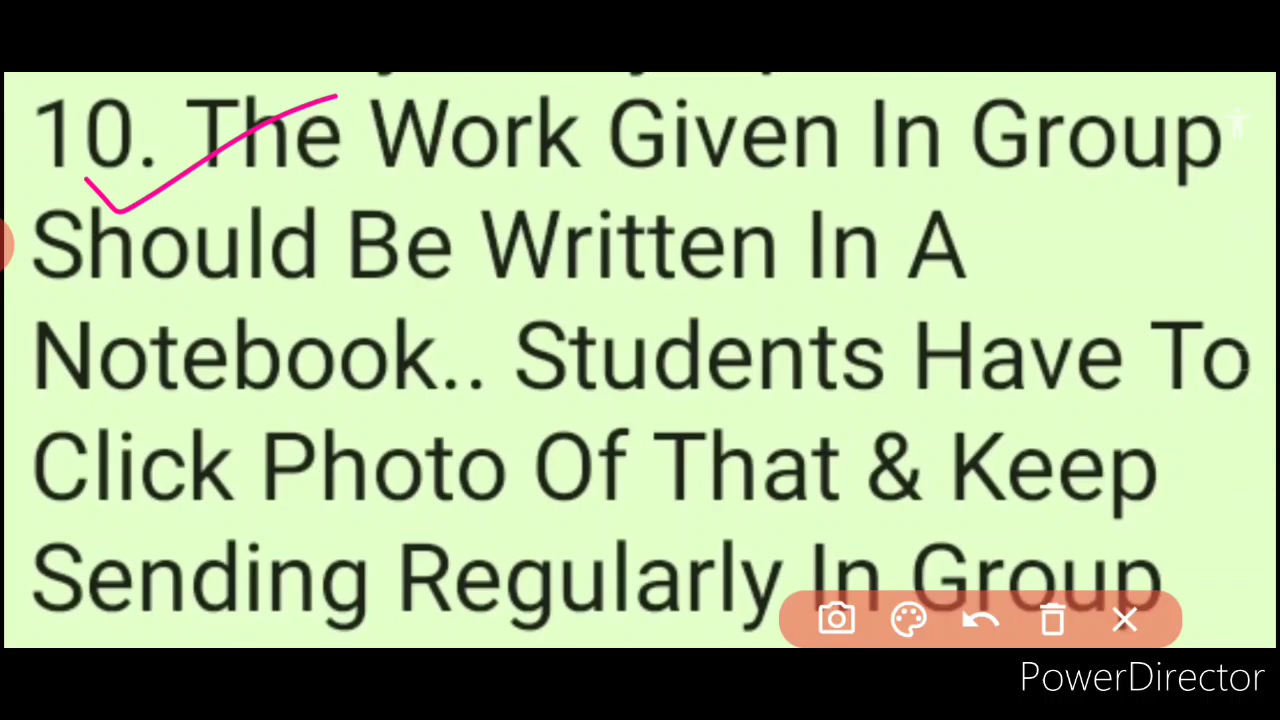 10. The Work Given In Group
Should Be Written In A
Notebook.. Students Have To
Click Photo Of That & Keep
Sending Regularly In Group
PowerDirector